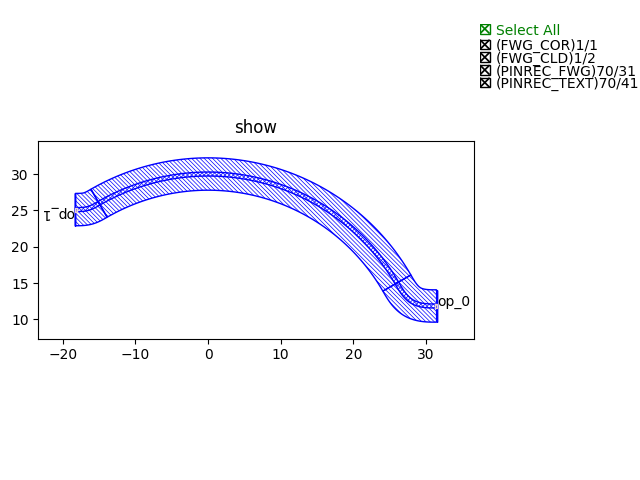 Select All
(FWG_COR)1/1
(FWG_CLD)1/2
(PINREC_FWG)70/31
(PINREC_TEXT)70/41
show
30
25
20
15
10
op_1
op_0
−20 −10 0 10 20 30